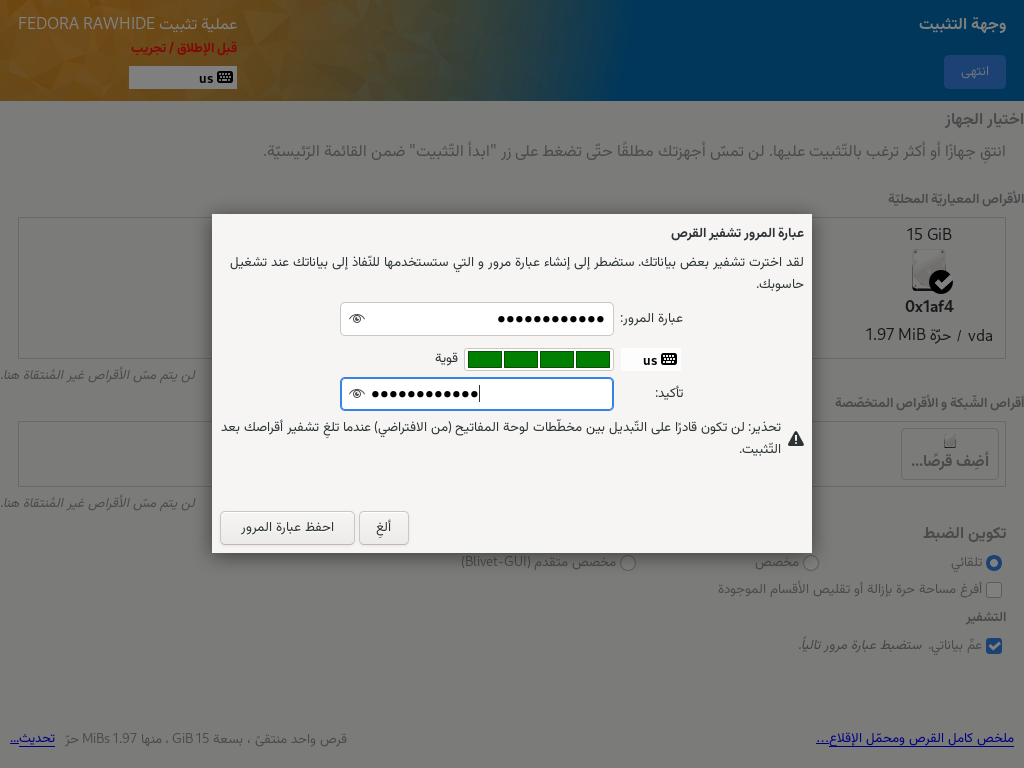 وجهة التثبيت
عملية تثبيت FEDORA RAWHIDE
قبل الإطلاق / تجريب
انتهى
us
اختيار الجهاز
انتقِ جهازًا أو أكثر ترغب بالتّثبيت عليها. لن تمسّ أجهزتك مطلقًا حتّى تضغط على زر "ابدأ التّثبيت" ضمن القائمة الرّئيسيّة.
الأقراص المعياريّة المحليّة
15 GiB
0x1af4
vda / حرّة 1.97 MiB
لن يتم مسّ الأقراص غير المُنتقاة هنا.
أقراص الشّبكة و الأقراص المتخصّصة
أضِف قرصًا...
لن يتم مسّ الأقراص غير المُنتقاة هنا.
عبارة المرور تشفير القرص
لقد اخترت تشفير بعض بياناتك. ستضطر إلى إنشاء عبارة مرور و التي ستستخدمها للنّفاذ إلى بياناتك عند تشغيل
حاسوبك.
عبارة المرور: ●●●●●●●●●●●●
us قوية
تأكيد: ●●●●●●●●●●●●
تحذير: لن تكون قادرًا على التّبديل بين مخطّطات لوحة المفاتيح (من الافتراضي) عندما تلغِ تشفير أقراصك بعد
التّثبيت.
ألغِ احفظ عبارة المرور
تكوين الضبط
تلقائي مخصص مخصص متقدم (Blivet-GUI)
أفرغ مساحة حرة بإزالة أو تقليص الأقسام الموجودة
التشفير
عمِّ بياناتي. ستضبط عبارة مرور تالياً.
ملخص كامل القرص ومحمّل الإقلاع...
قرص واحد منتقىً ، بسعة 15 GiB ، منها 1.97 MiBs حرّ تحديث...